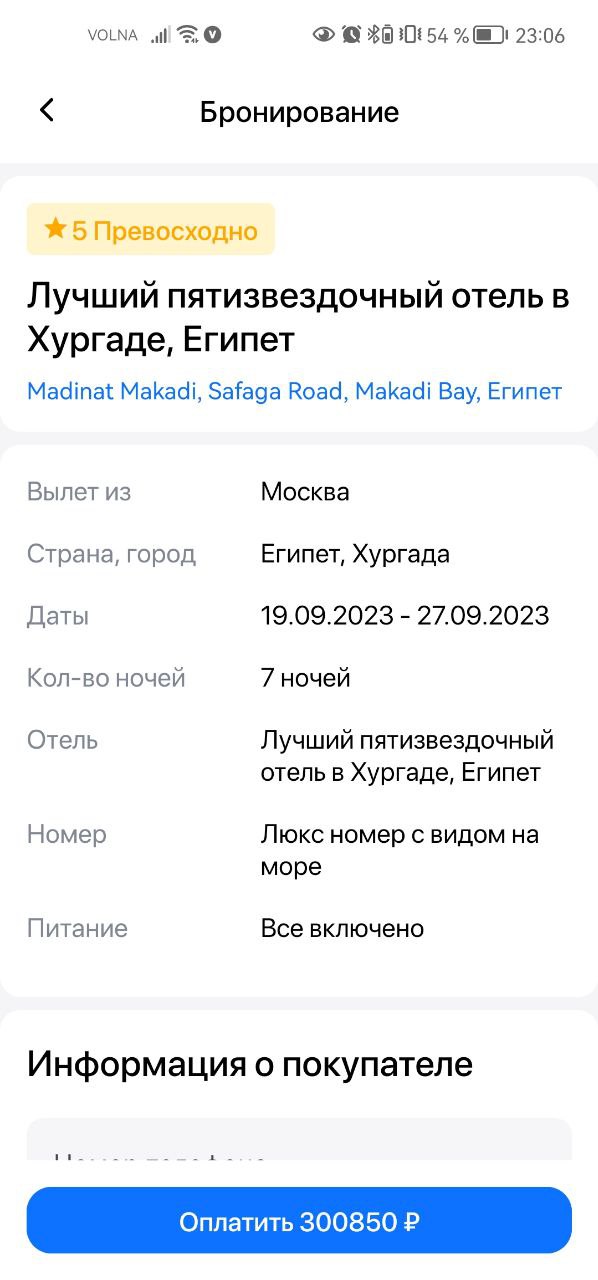 VOLNA 54 % 23:06
Бронирование
5 Превосходно
Лучший пятизвездочный отель в
Хургаде, Египет
Madinat Makadi, Safaga Road, Makadi Bay, Египет
Вылет из Москва
Страна, город Египет, Хургада
Даты 19.09.2023 - 27.09.2023
Кол-во ночей 7 ночей
Отель Лучший пятизвездочный
отель в Хургаде, Египет
Номер Люкс номер с видом на
море
Питание Все включено
Информация о покупателе
Оплатить 300850 ₽